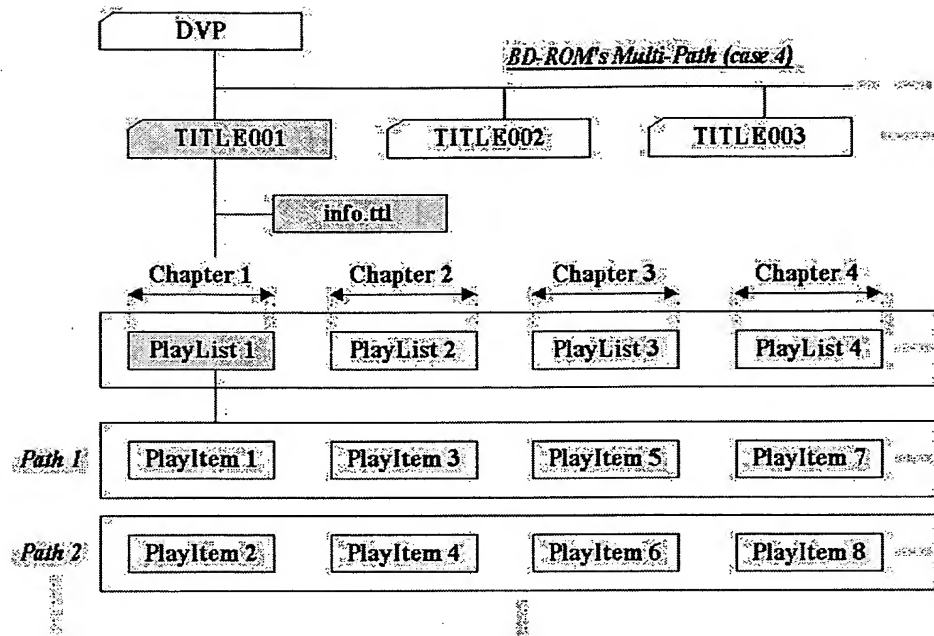 DVP
BD-ROM's Multi-Path (case 4)
TITLE001 TITLE002 TITLE003
info.ttl
Chapter 1 Chapter 2 Chapter 3 Chapter 4
PlayList 1 PlayList 2 PlayList 3 PlayList 4
Path 1 PlayItem 1 PlayItem 3 PlayItem 5 PlayItem 7
Path 2 PlayItem 2 PlayItem 4 PlayItem 6 PlayItem 8